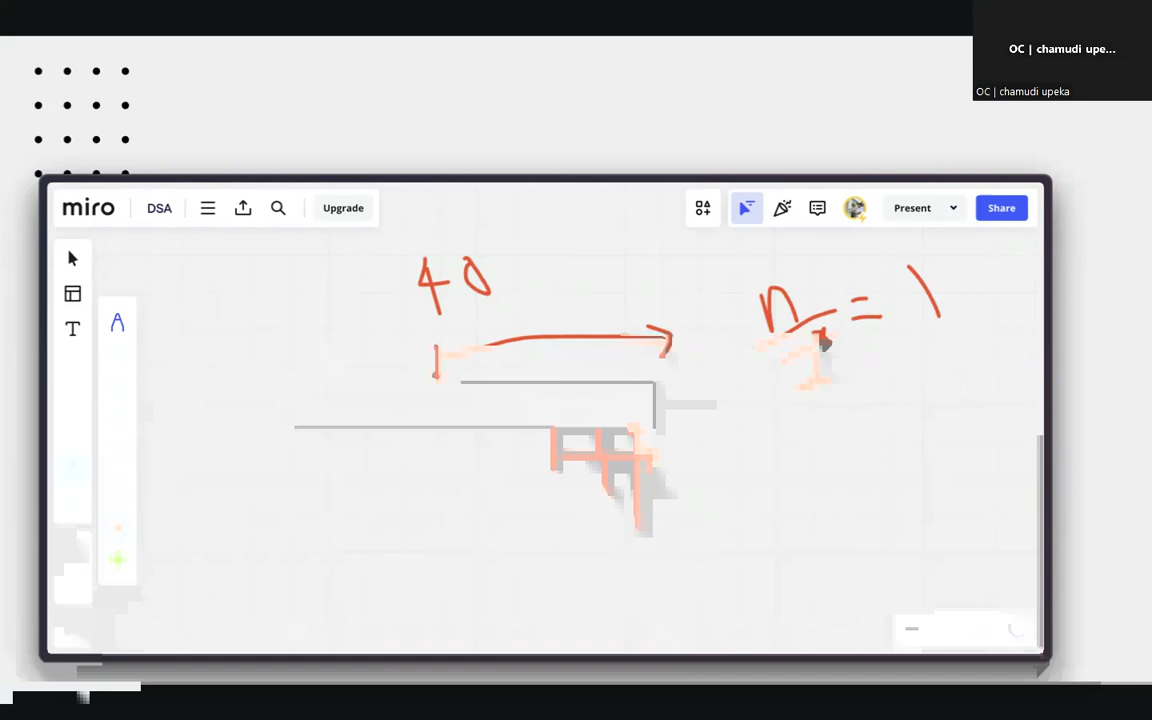 OC | chamudi upe...
OC | chamudi upeka
miro
DSA
Upgrade
Present
Share
T
40
n = 1